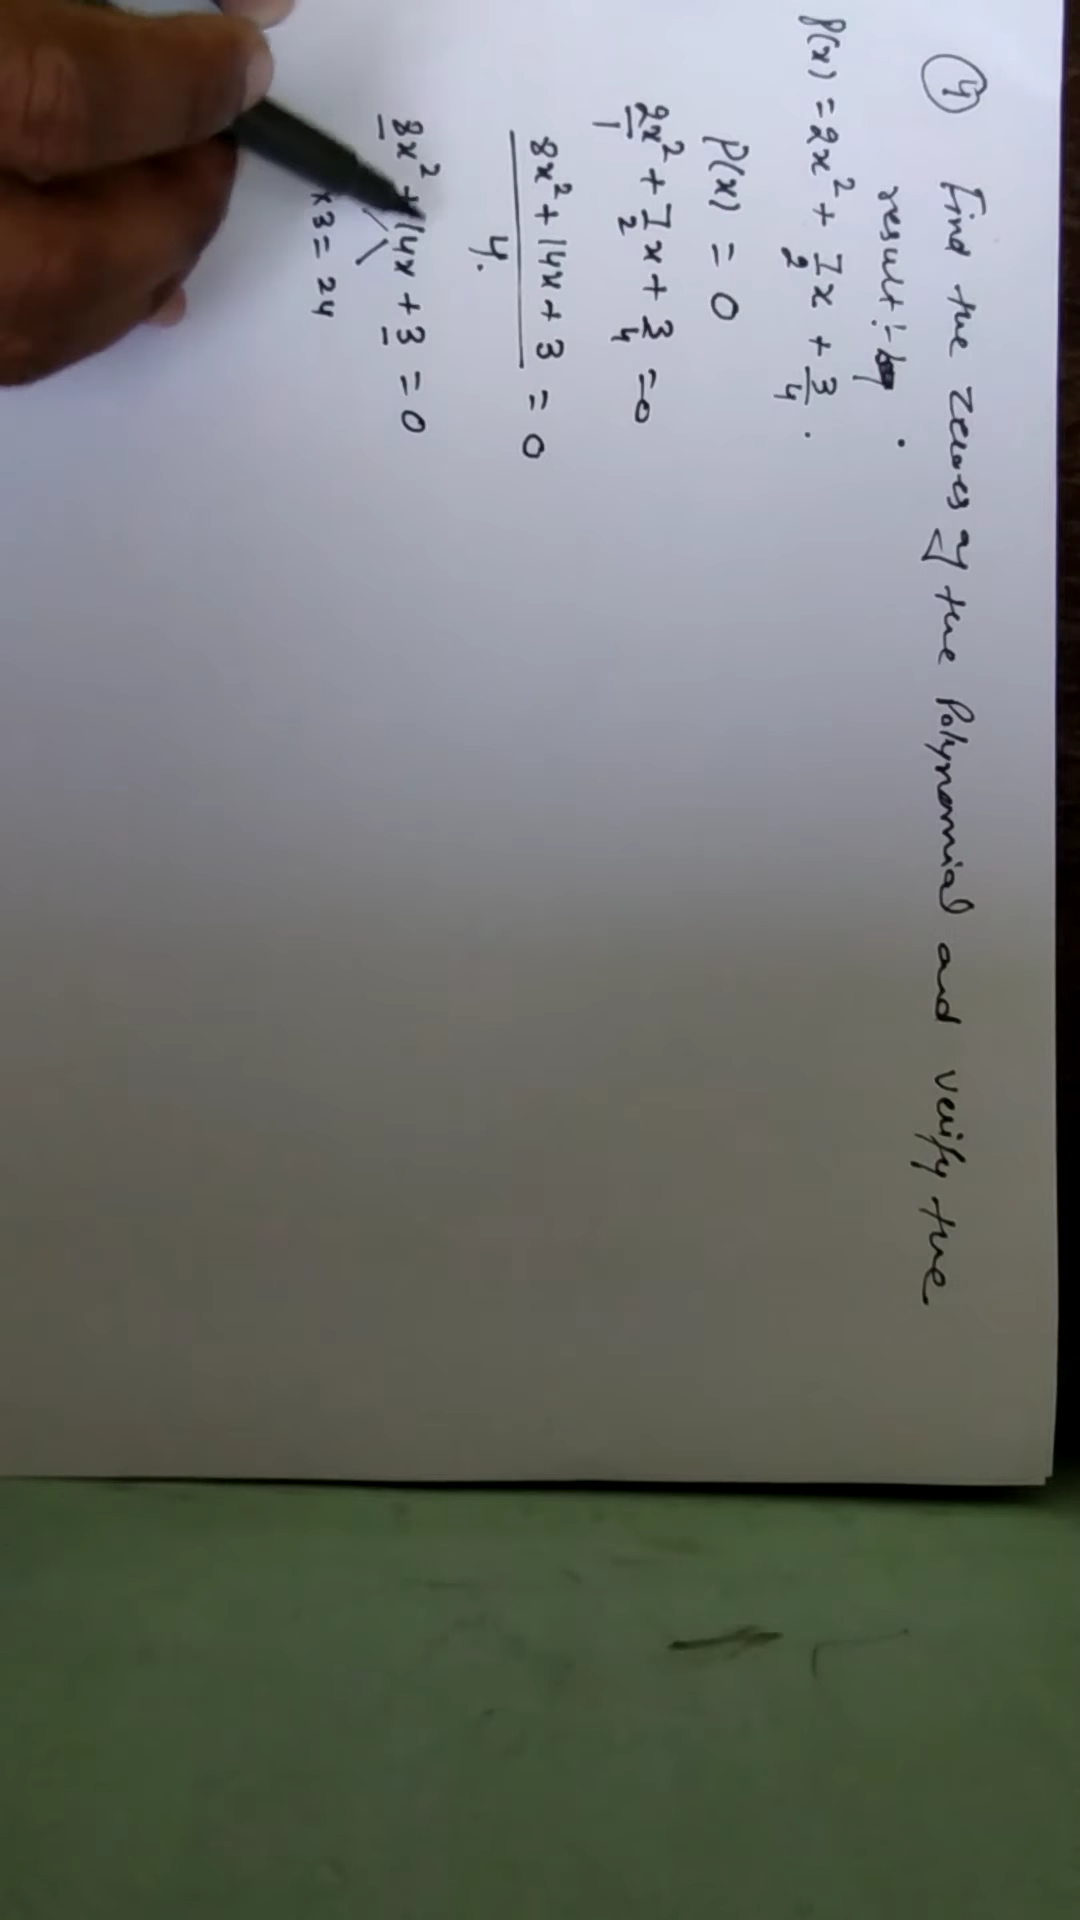 (4) Find the zeroes of the Polynomial and verify the
result :-
P(x) = 2x² + 7/2 x + 3/4 .
P(x) = 0
2x²/1 + 7/2 x + 3/4 = 0
8x² + 14x + 3 / 4. = 0
8x² + 14x + 3 = 0
x 3 = 24